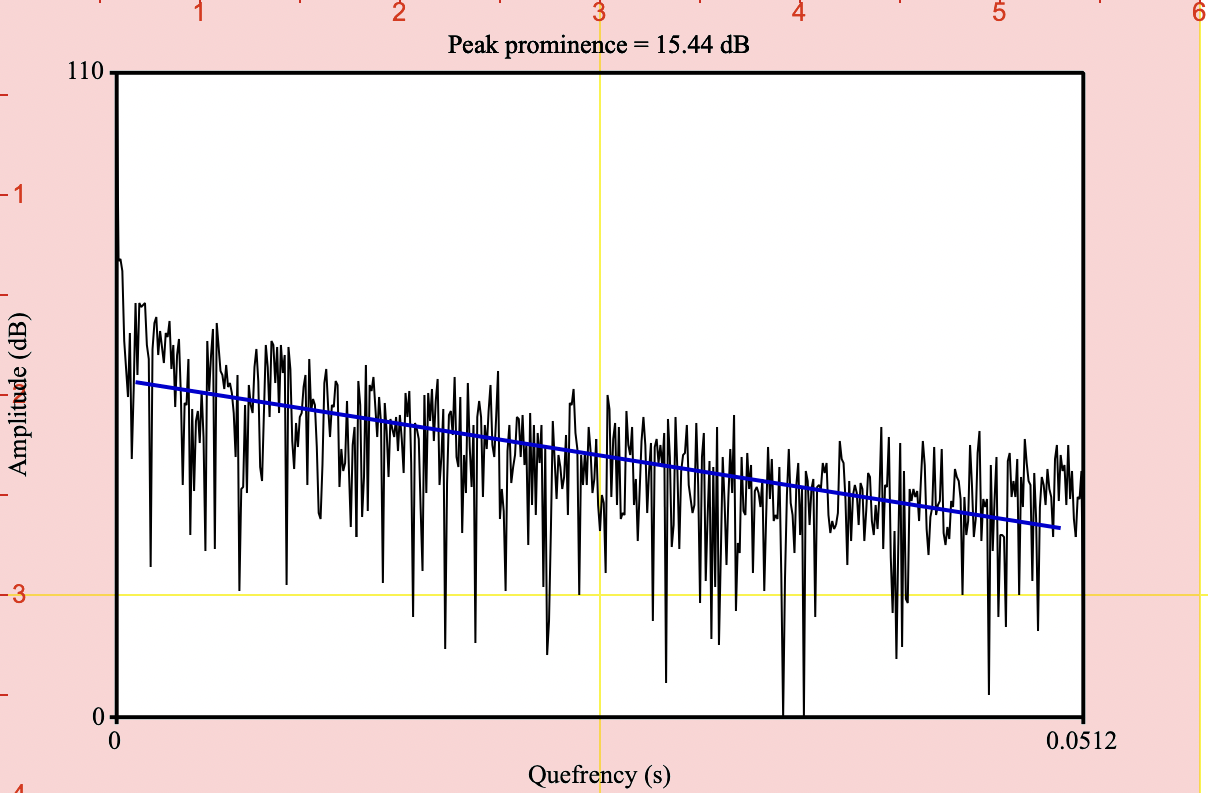 1 2 3 4 5 6
Peak prominence = 15.44 dB
110
1
Amplitude (dB)
3
0
0 0.0512
Quefrency (s)
4